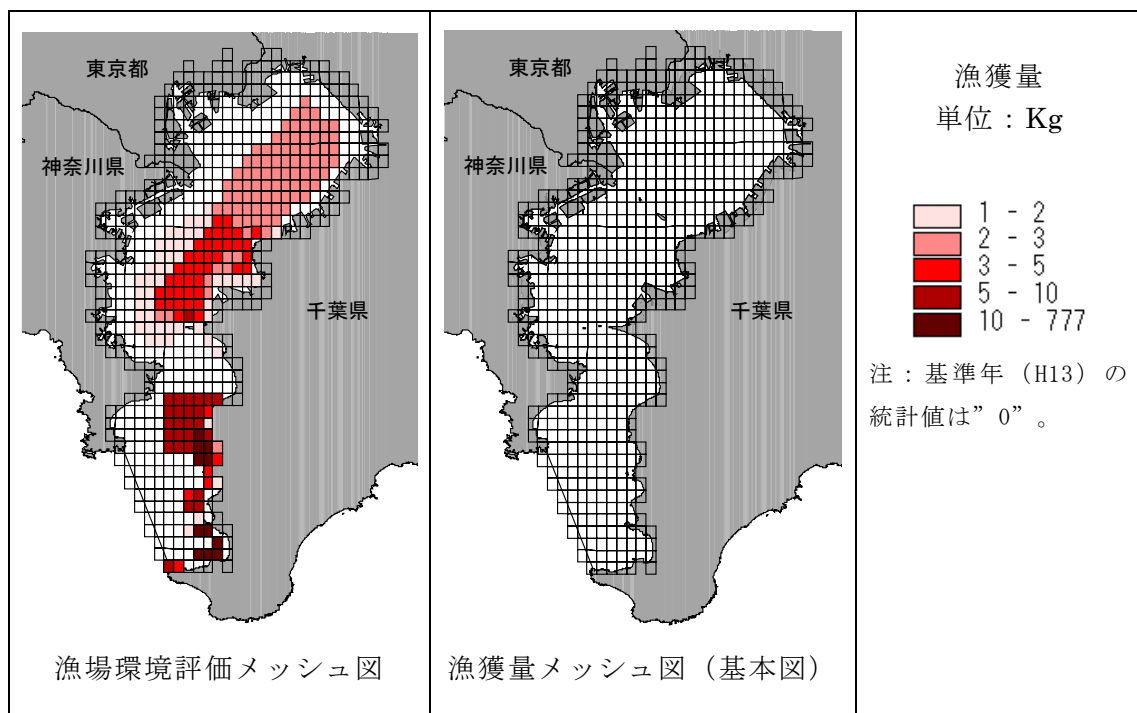 東京都
神奈川県
千葉県
漁場環境評価メッシュ図
東京都
神奈川県
千葉県
漁獲量メッシュ図（基本図）
漁獲量
単位：Kg
1 - 2
2 - 3
3 - 5
5 - 10
10 - 777
注：基準年（H13）の
統計値は”0”。